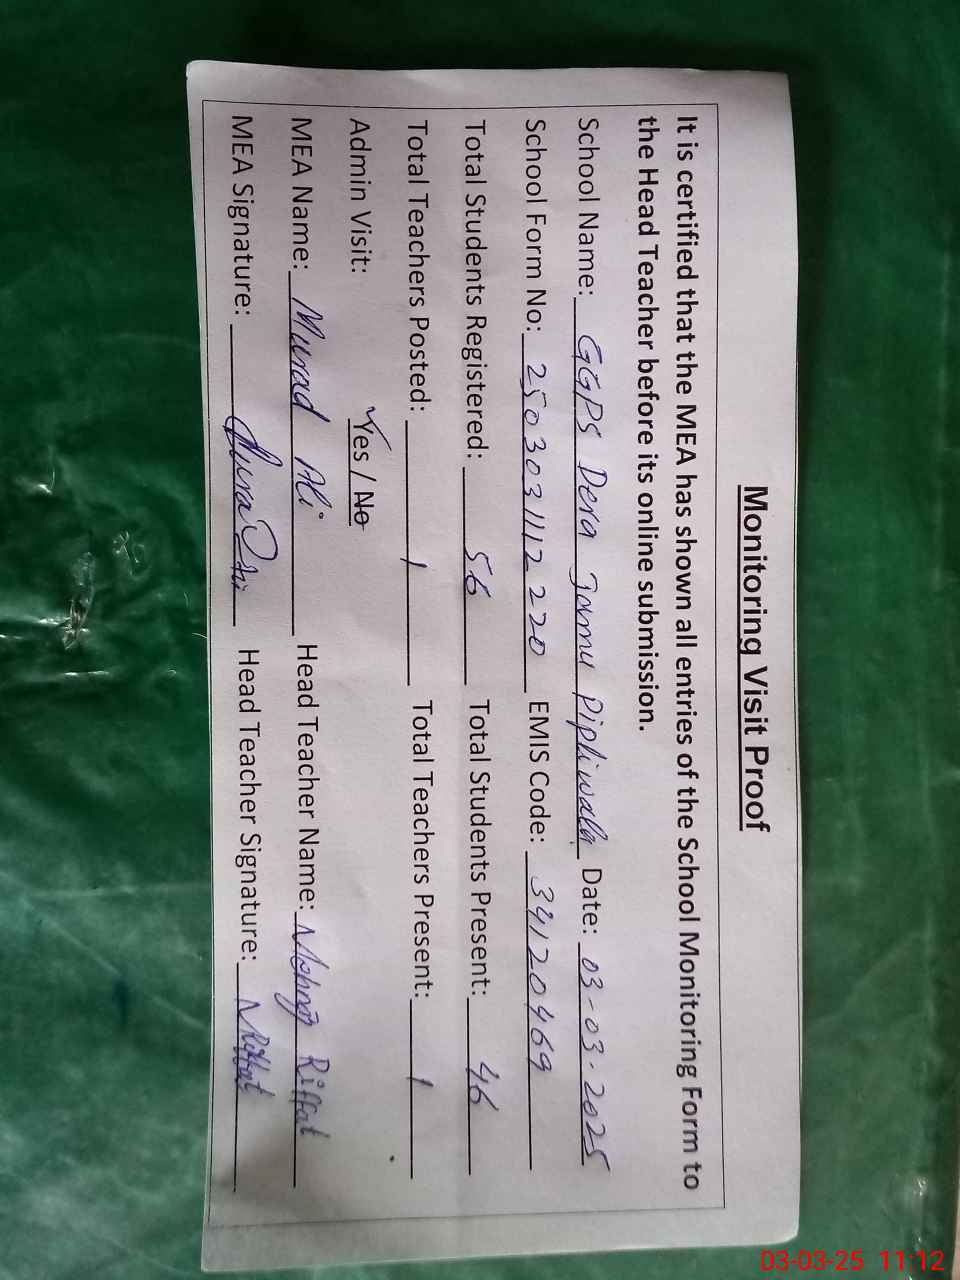 Monitoring Visit Proof
It is certified that the MEA has shown all entries of the School Monitoring Form to
the Head Teacher before its online submission.
School Name: GGPS Dera Jamu Pipliwala Date: 03-03-2025
School Form No: 250303112220 EMIS Code: 34120469
Total Students Registered: 56 Total Students Present: 46
Total Teachers Posted: 1 Total Teachers Present: 1
Admin Visit: Yes / No
MEA Name: Murad Ali Head Teacher Name: Riffat
MEA Signature: Head Teacher Signature: NRiffat
03-03-25 11:12